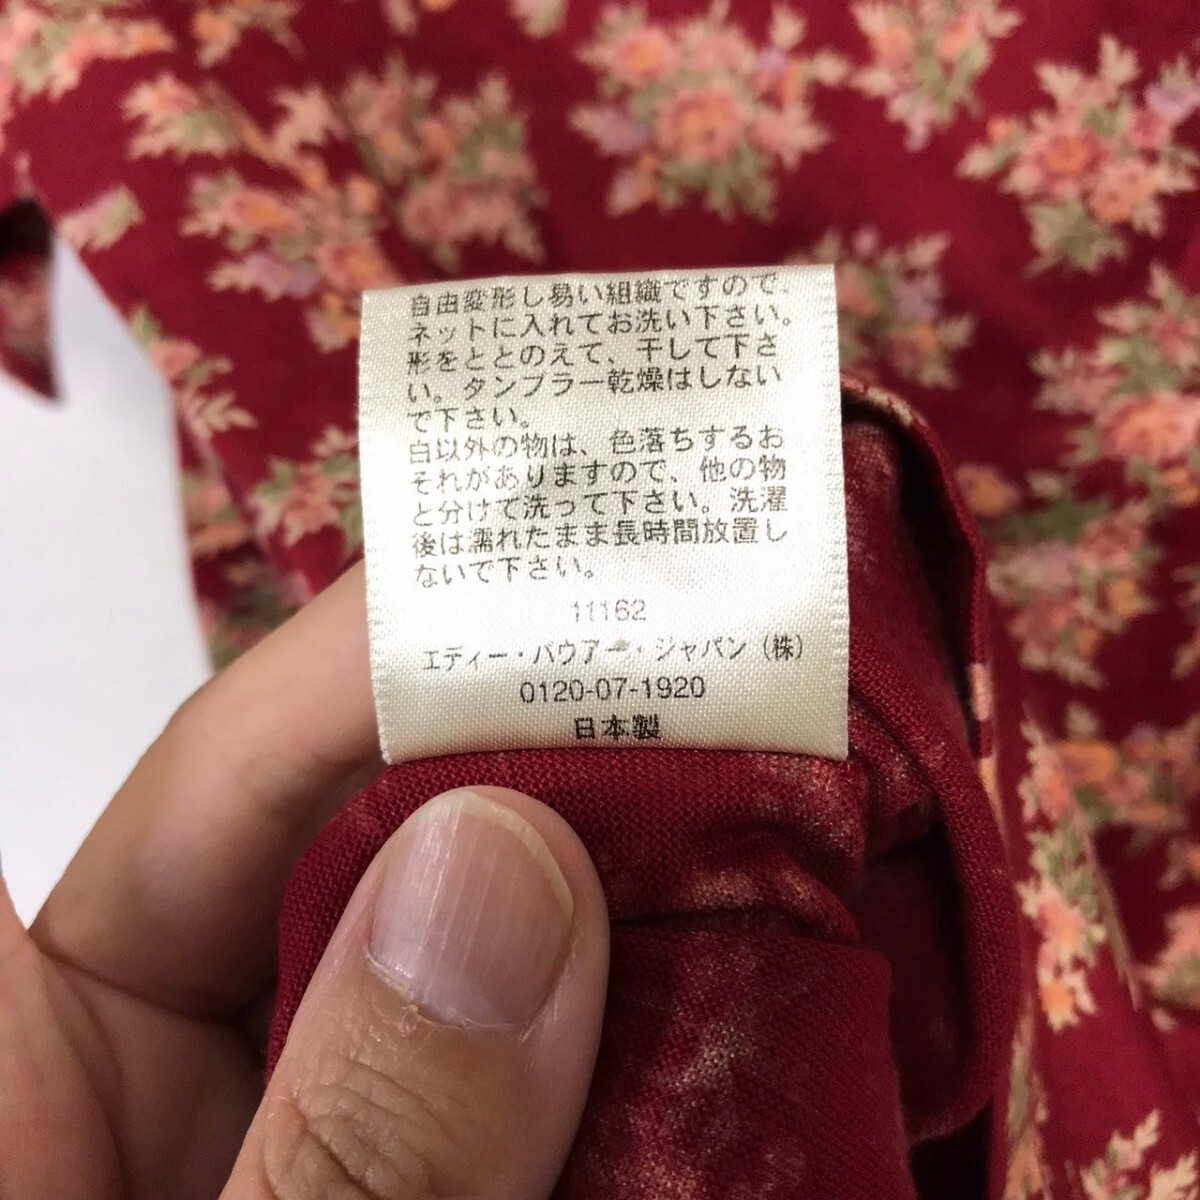 自由変形し易い組織ですので、
ネットに入れてお洗い下さい。
形をととのえて、干して下さ
い。タンブラー乾燥はしない
で下さい。
白以外の物は、色落ちするお
それがありますので、他の物
と分けて洗って下さい。洗濯
後は濡れたまま長時間放置し
ないで下さい。
11162
エディー・バウアー・ジャパン（株）
0120-07-1920
日本製